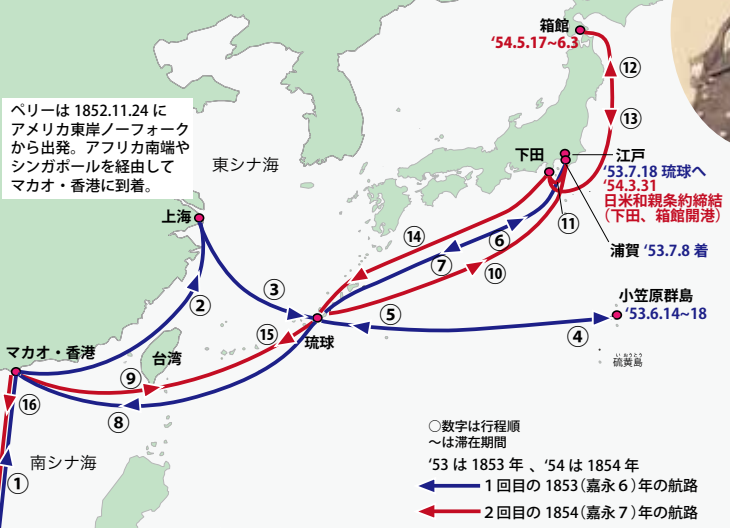 箱館
‘54.5.17~6.3
⑫
⑬
ペリーは 1852.11.24 に
アメリカ東岸ノーフォーク
から出発。アフリカ南端や
シンガポールを経由して
マカオ・香港に到着。
東シナ海
下田
江戸
‘53.7.18 琉球へ
‘54.3.31
日米和親条約締結
（下田、箱館開港）
⑪
浦賀 ‘53.7.8 着
上海
⑭
⑥
⑦
⑩
②
③
⑤
④
小笠原群島
‘53.6.14~18
いおうとう
硫黄島
琉球
⑮
マカオ・香港
台湾
⑨
⑧
⑯
南シナ海
①
○数字は行程順
～は滞在期間
‘53 は 1853 年 、‘54 は 1854 年
1 回目の 1853（嘉永 6 ）年の航路
2 回目の 1854（嘉永 7 ）年の航路